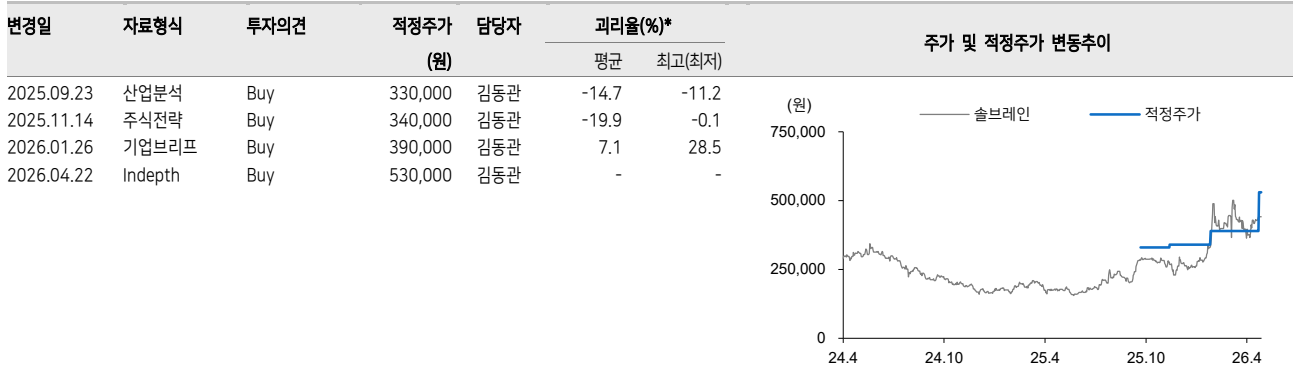 변경일 자료형식 투자의견 적정주가 담당자 괴리율(%)* 주가 및 적정주가 변동추이
(원) 평균 최고(최저)
2025.09.23 산업분석 Buy 330,000 김동관 -14.7 -11.2
2025.11.14 주식전략 Buy 340,000 김동관 -19.9 -0.1
2026.01.26 기업브리프 Buy 390,000 김동관 7.1 28.5
2026.04.22 Indepth Buy 530,000 김동관 - -
(원) 솔브레인 적정주가
750,000
500,000
250,000
0
24.4 24.10 25.4 25.10 26.4